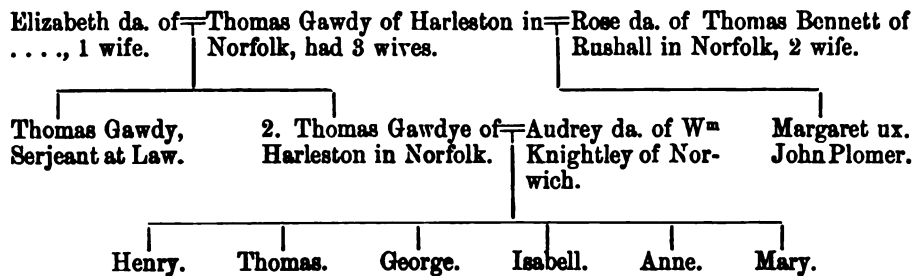 Elizabeth da. of Thomas Gawdy of Harleston in Rose da. of Thomas Bennett of
. . . ., 1 wife. Norfolk, had 3 wives. Rushall in Norfolk, 2 wife.
Thomas Gawdy, 2. Thomas Gawdye of Audrey da. of Wm Margaret ux.
Serjeant at Law. Harleston in Norfolk. Knightley of Nor- John Plomer.
wich.
Henry. Thomas. George. Isabell. Anne. Mary.